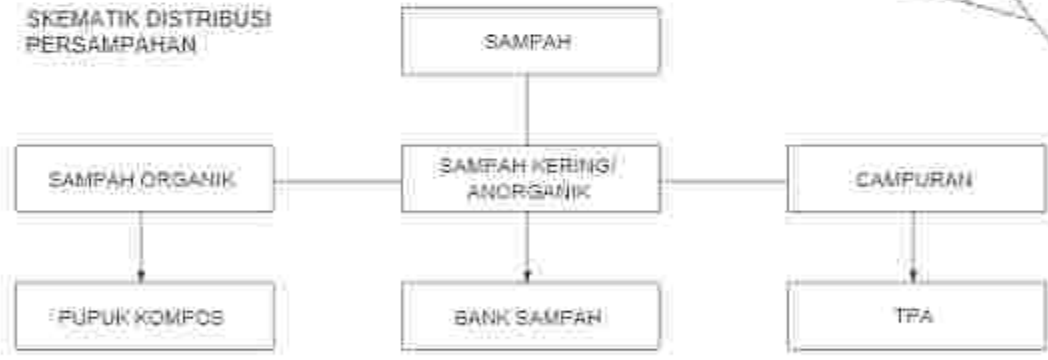 SKEMATIK DISTRIBUSI
PERSAMPAHAN
SAMPAH
SAMPAH ORGANIK
SAMPAH KERING/
ANORGANIK
CAMPURAN
PUPUK KOMPOS
BANK SAMPAH
TPA